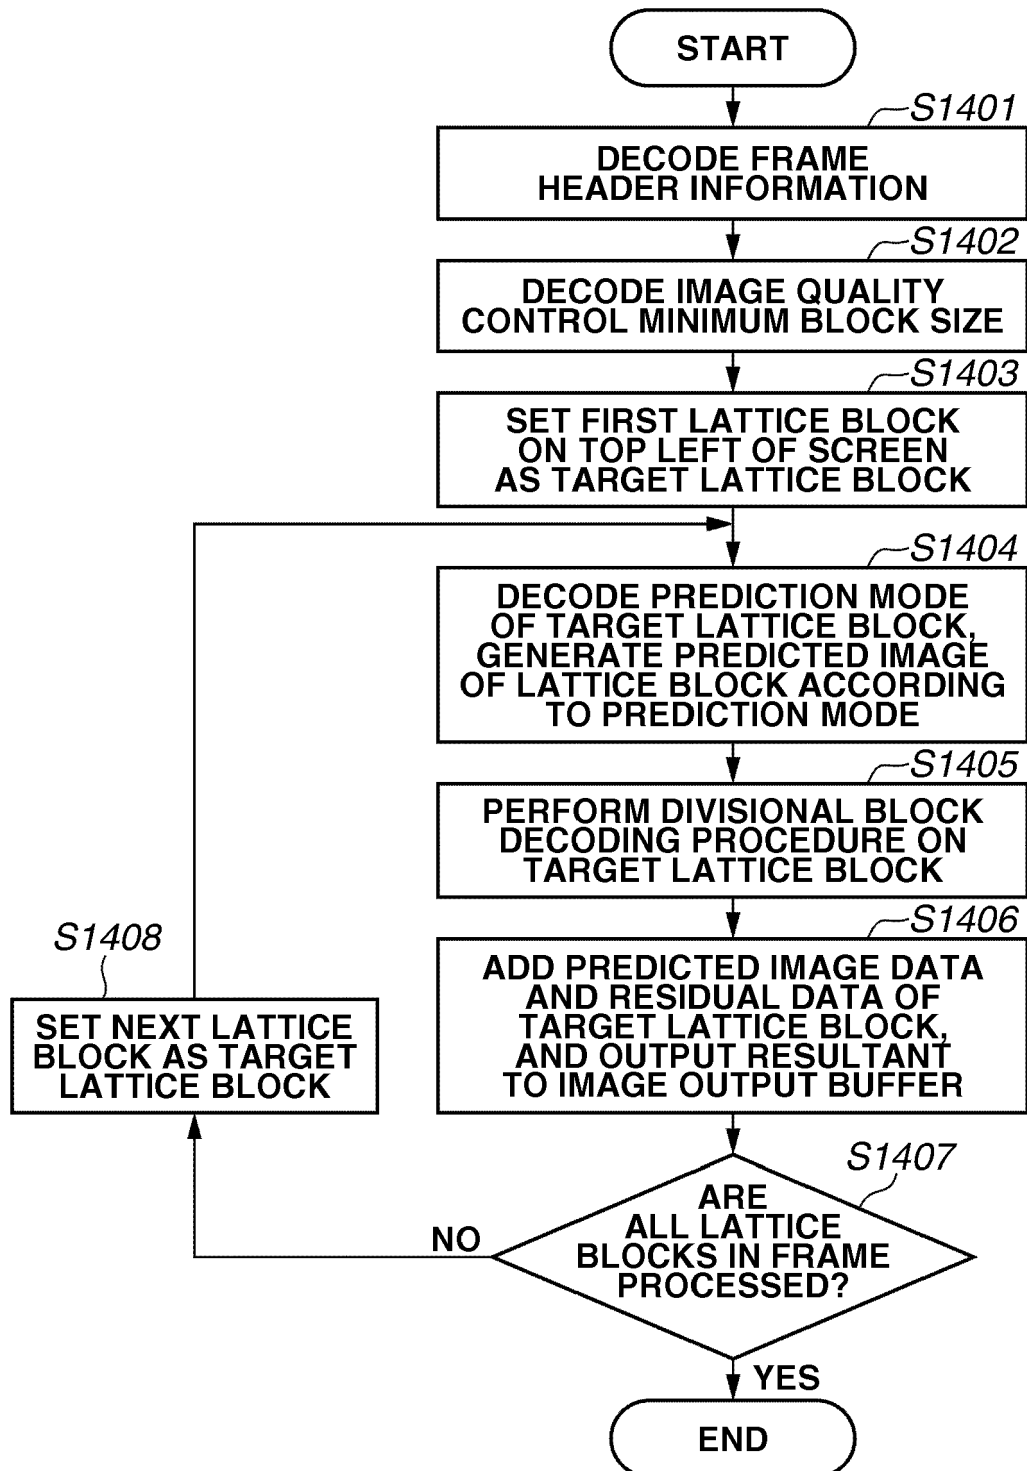 START
S1401
DECODE FRAME
HEADER INFORMATION
S1402
DECODE IMAGE QUALITY
CONTROL MINIMUM BLOCK SIZE
S1403
SET FIRST LATTICE BLOCK
ON TOP LEFT OF SCREEN
AS TARGET LATTICE BLOCK
S1404
DECODE PREDICTION MODE
OF TARGET LATTICE BLOCK,
GENERATE PREDICTED IMAGE
OF LATTICE BLOCK ACCORDING
TO PREDICTION MODE
S1405
PERFORM DIVISIONAL BLOCK
DECODING PROCEDURE ON
TARGET LATTICE BLOCK
S1406
ADD PREDICTED IMAGE DATA
AND RESIDUAL DATA OF
TARGET LATTICE BLOCK,
AND OUTPUT RESULTANT
TO IMAGE OUTPUT BUFFER
S1408
SET NEXT LATTICE
BLOCK AS TARGET
LATTICE BLOCK
S1407
ARE
ALL LATTICE
BLOCKS IN FRAME
PROCESSED?
NO
YES
END